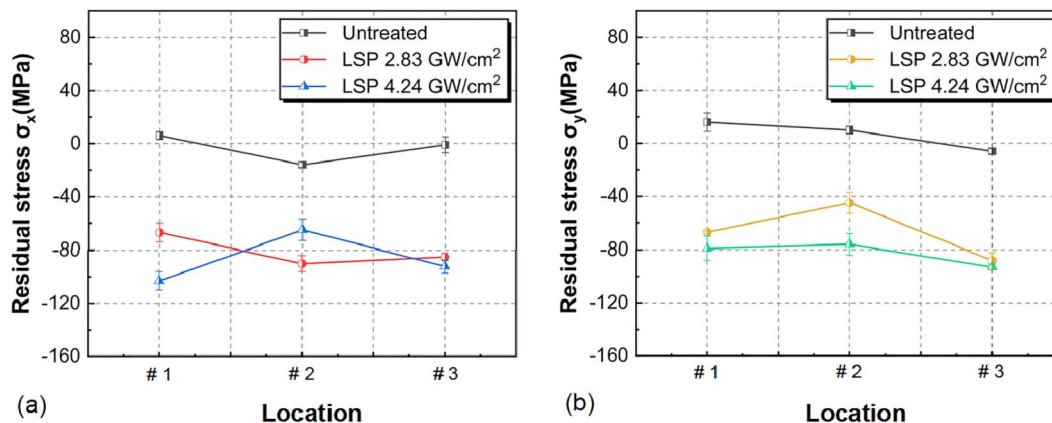 Untreated
LSP 2.83 GW/cm²
LSP 4.24 GW/cm²
80
40
0
-40
-80
-120
-160
Residual stress σx(MPa)
# 1
# 2
# 3
Location
(a)
Untreated
LSP 2.83 GW/cm²
LSP 4.24 GW/cm²
80
40
0
-40
-80
-120
-160
Residual stress σy(MPa)
# 1
# 2
# 3
Location
(b)